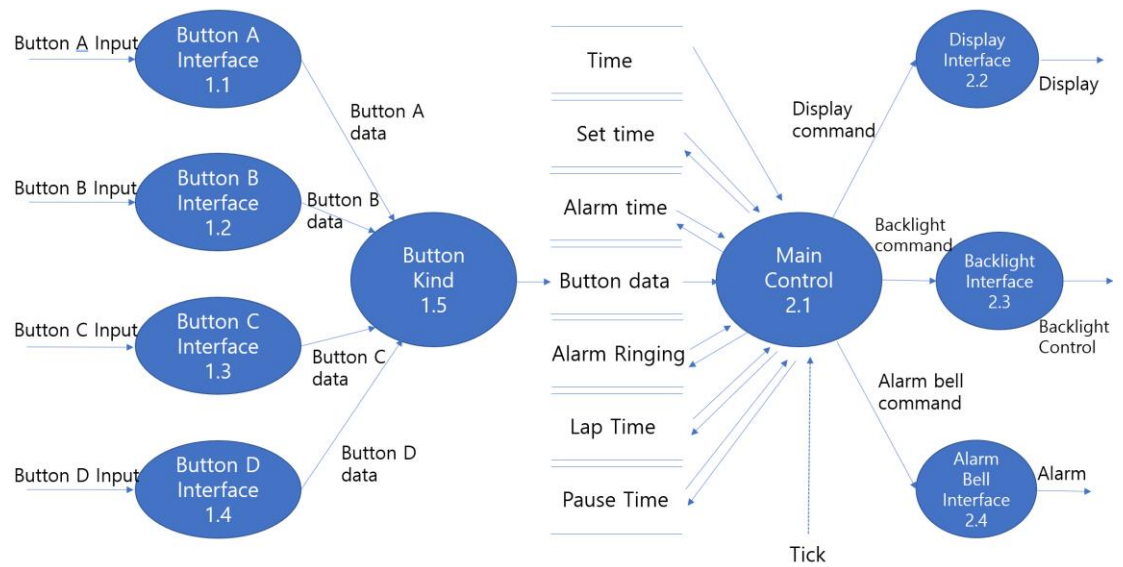 Button A Input
Button A
Interface
1.1
Button A
data
Button B Input
Button B
Interface
1.2
Button B
data
Button C Input
Button C
Interface
1.3
Button C
data
Button D Input
Button D
Interface
1.4
Button D
data
Button
Kind
1.5
Time
Set time
Alarm time
Button data
Alarm Ringing
Lap Time
Pause Time
Main
Control
2.1
Tick
Display
command
Display
Interface
2.2
Display
Backlight
command
Backlight
Interface
2.3
Backlight
Control
Alarm bell
command
Alarm
Bell
Interface
2.4
Alarm